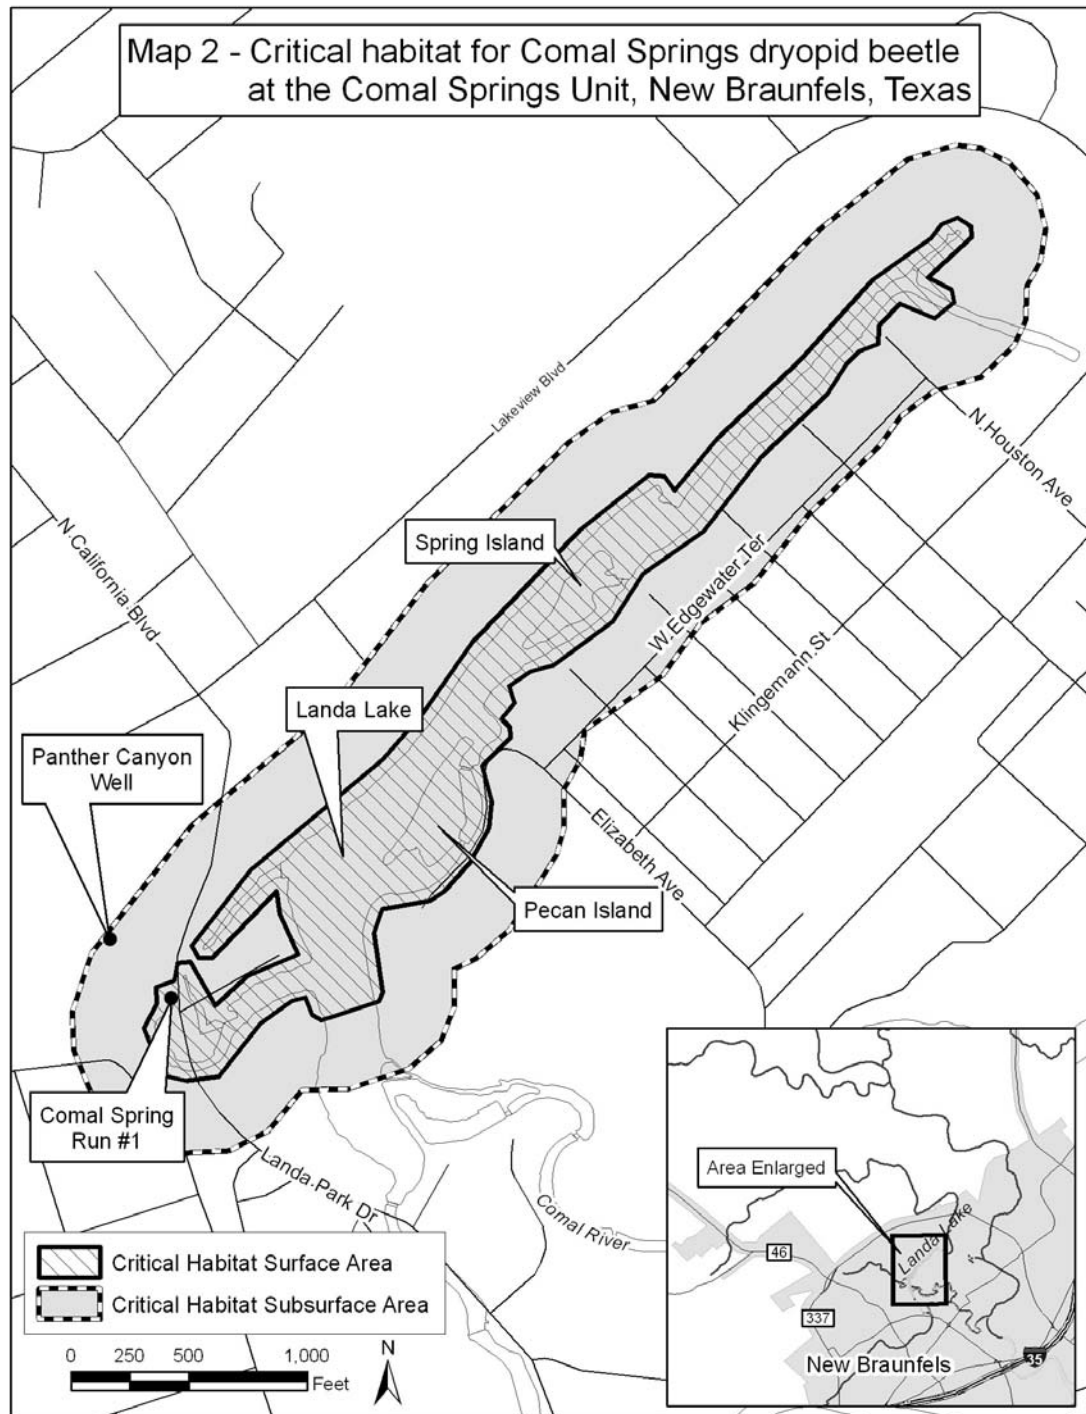 Map 2 - Critical habitat for Comal Springs dryopid beetle
at the Comal Springs Unit, New Braunfels, Texas
Lakeview Blvd
N Houston Ave
N California Blvd
Spring Island
W Edgewater Ter
Klingemann St
Landa Lake
Panther Canyon
Well
Elizabeth Ave
Pecan Island
Comal Spring
Run #1
Landa Park Dr
Comal River
Area Enlarged
Landa Lake
46
337
New Braunfels
35
Critical Habitat Surface Area
Critical Habitat Subsurface Area
0 250 500 1,000
Feet
N